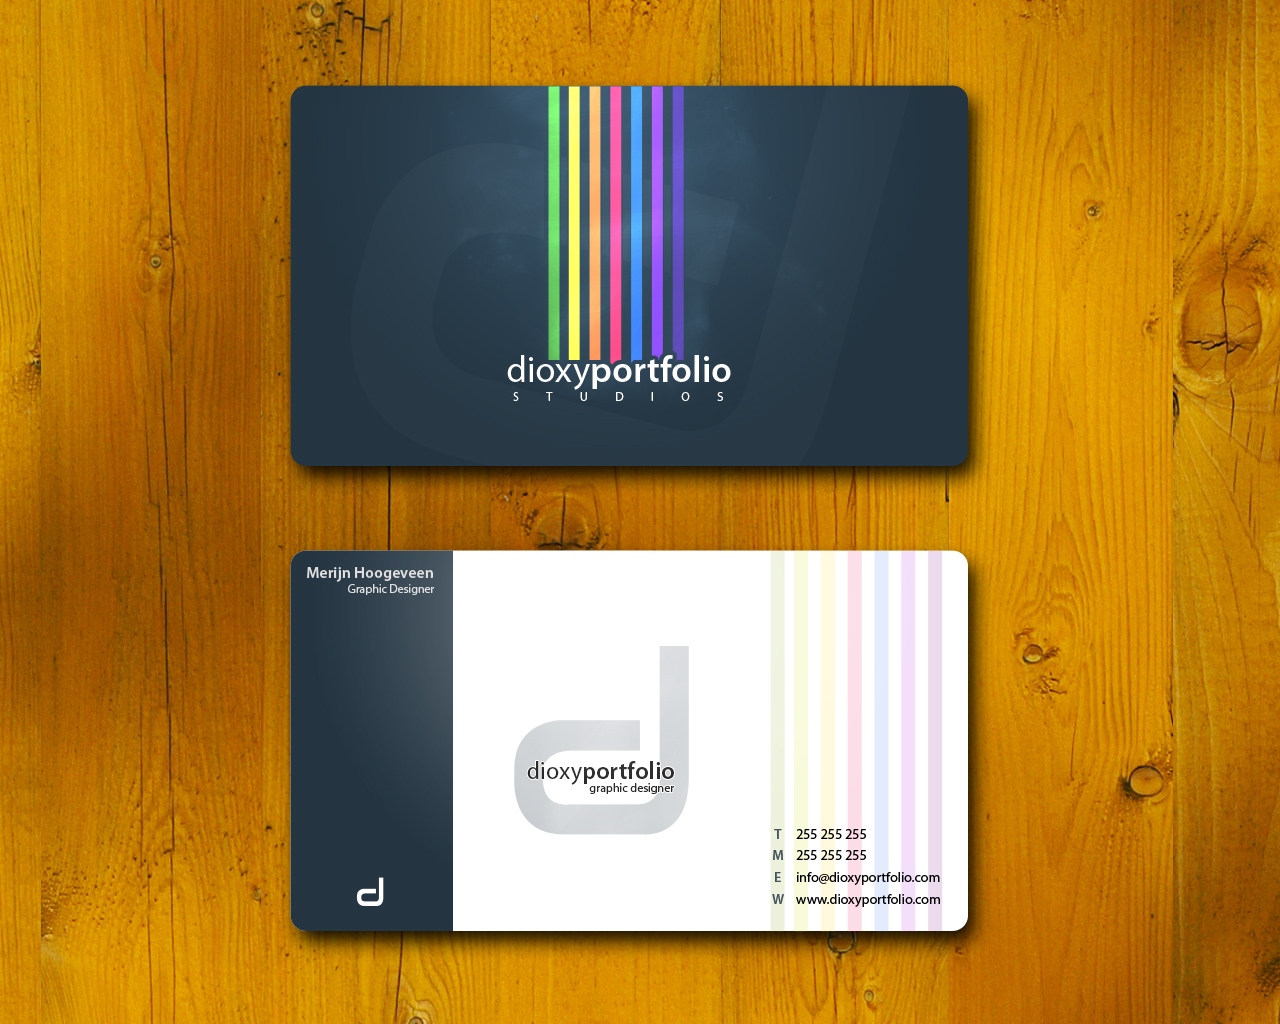 dioxyportfolio
STUDIOS
Merijn Hoogeveen
Graphic Designer
dioxyportfolio
graphic designer
T 255 255 255
M 255 255 255
E info@dioxyportfolio.com
W www.dioxyportfolio.com
d